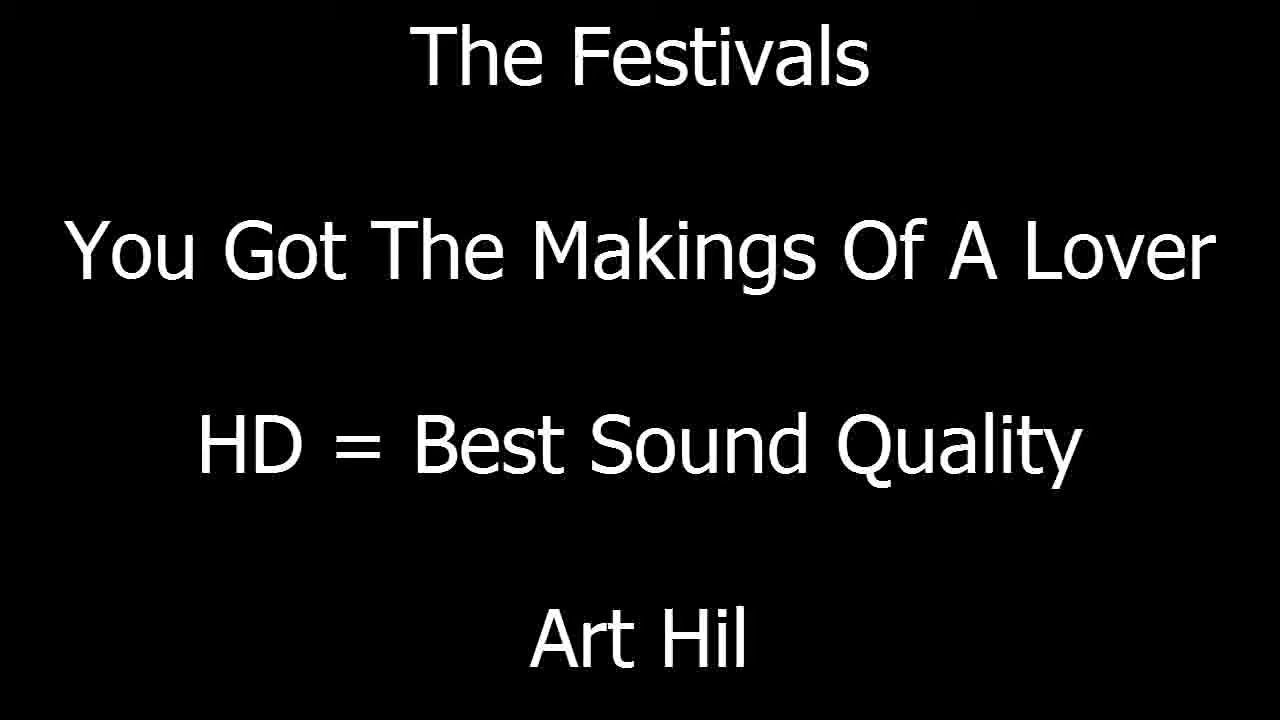 The Festivals
You Got The Makings Of A Lover
HD = Best Sound Quality
Art Hil